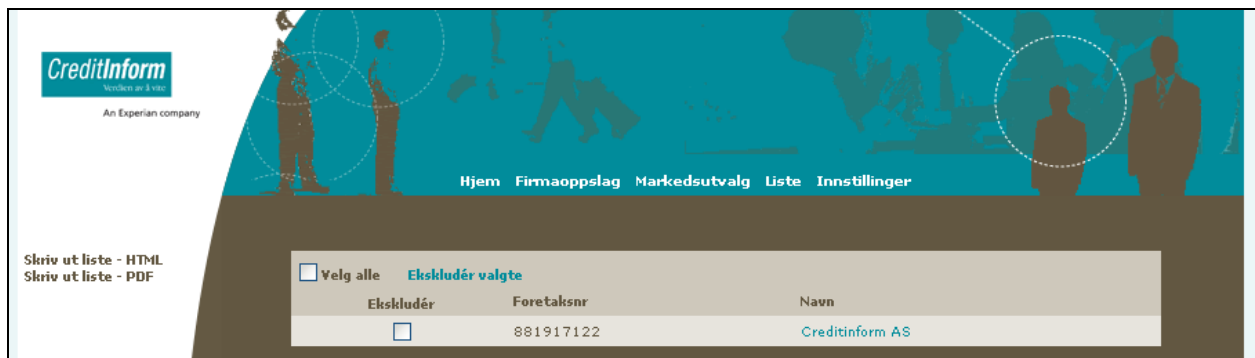 CreditInform
Verdien av å vite
An Experian company
Hjem Firmaoppslag Markedsutvalg Liste Innstillinger
Skriv ut liste - HTML
Skriv ut liste - PDF
Velg alle Ekskludér valgte
Ekskludér Foretaksnr Navn
881917122 Creditinform AS